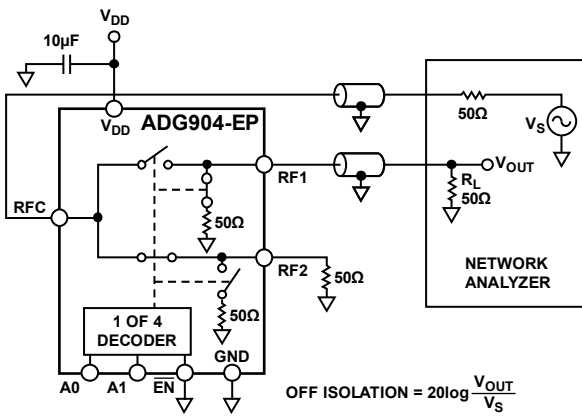 VDD
10µF
VDD
ADG904-EP
50Ω
VS
RFC
RF1
VOUT
RL
50Ω
50Ω
RF2
50Ω
50Ω
NETWORK
ANALYZER
1 OF 4
DECODER
GND
A0 A1 EN
OFF ISOLATION = 20log VOUT
VS